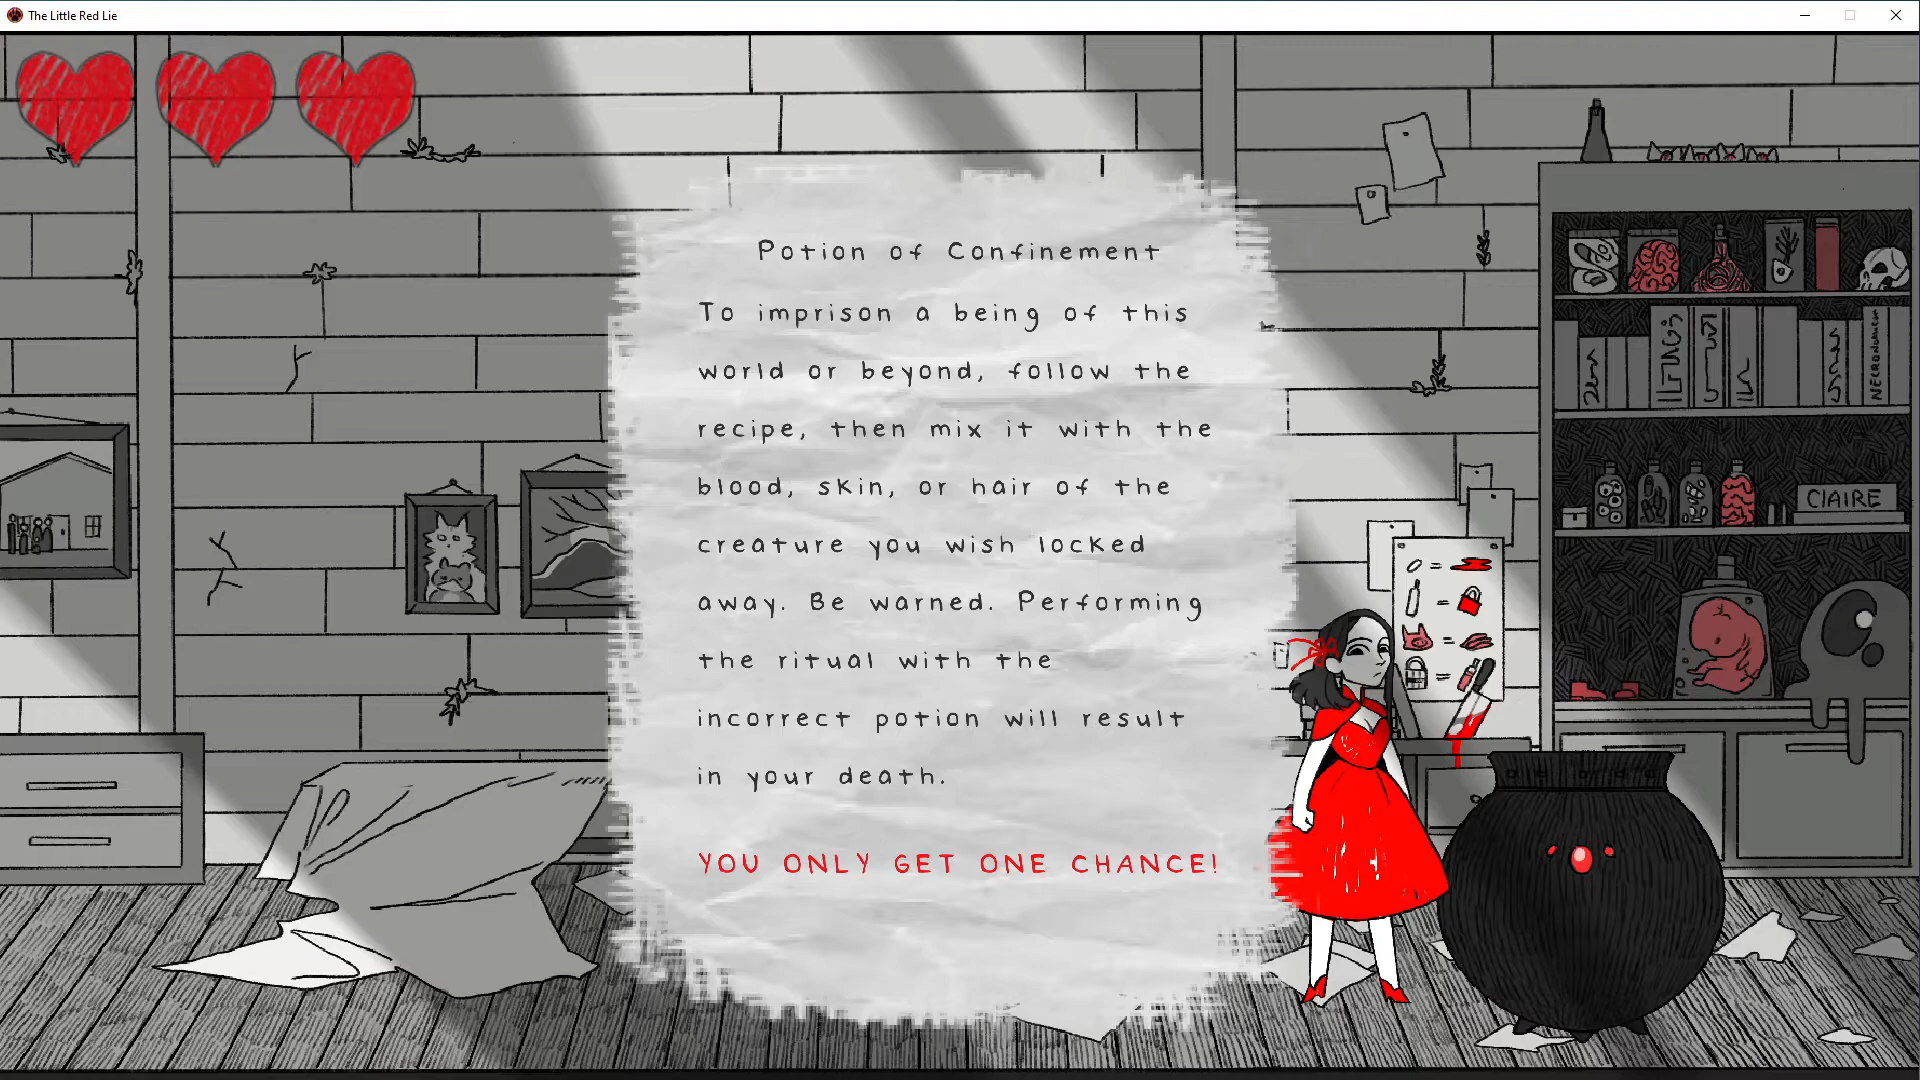 The Little Red Lie
Potion of Confinement
To imprison a being of this
world or beyond, follow the
recipe, then mix it with the
blood, skin, or hair of the
creature you wish locked
away. Be warned. Performing
the ritual with the
incorrect potion will result
in your death.
YOU ONLY GET ONE CHANCE!
CLAIRE